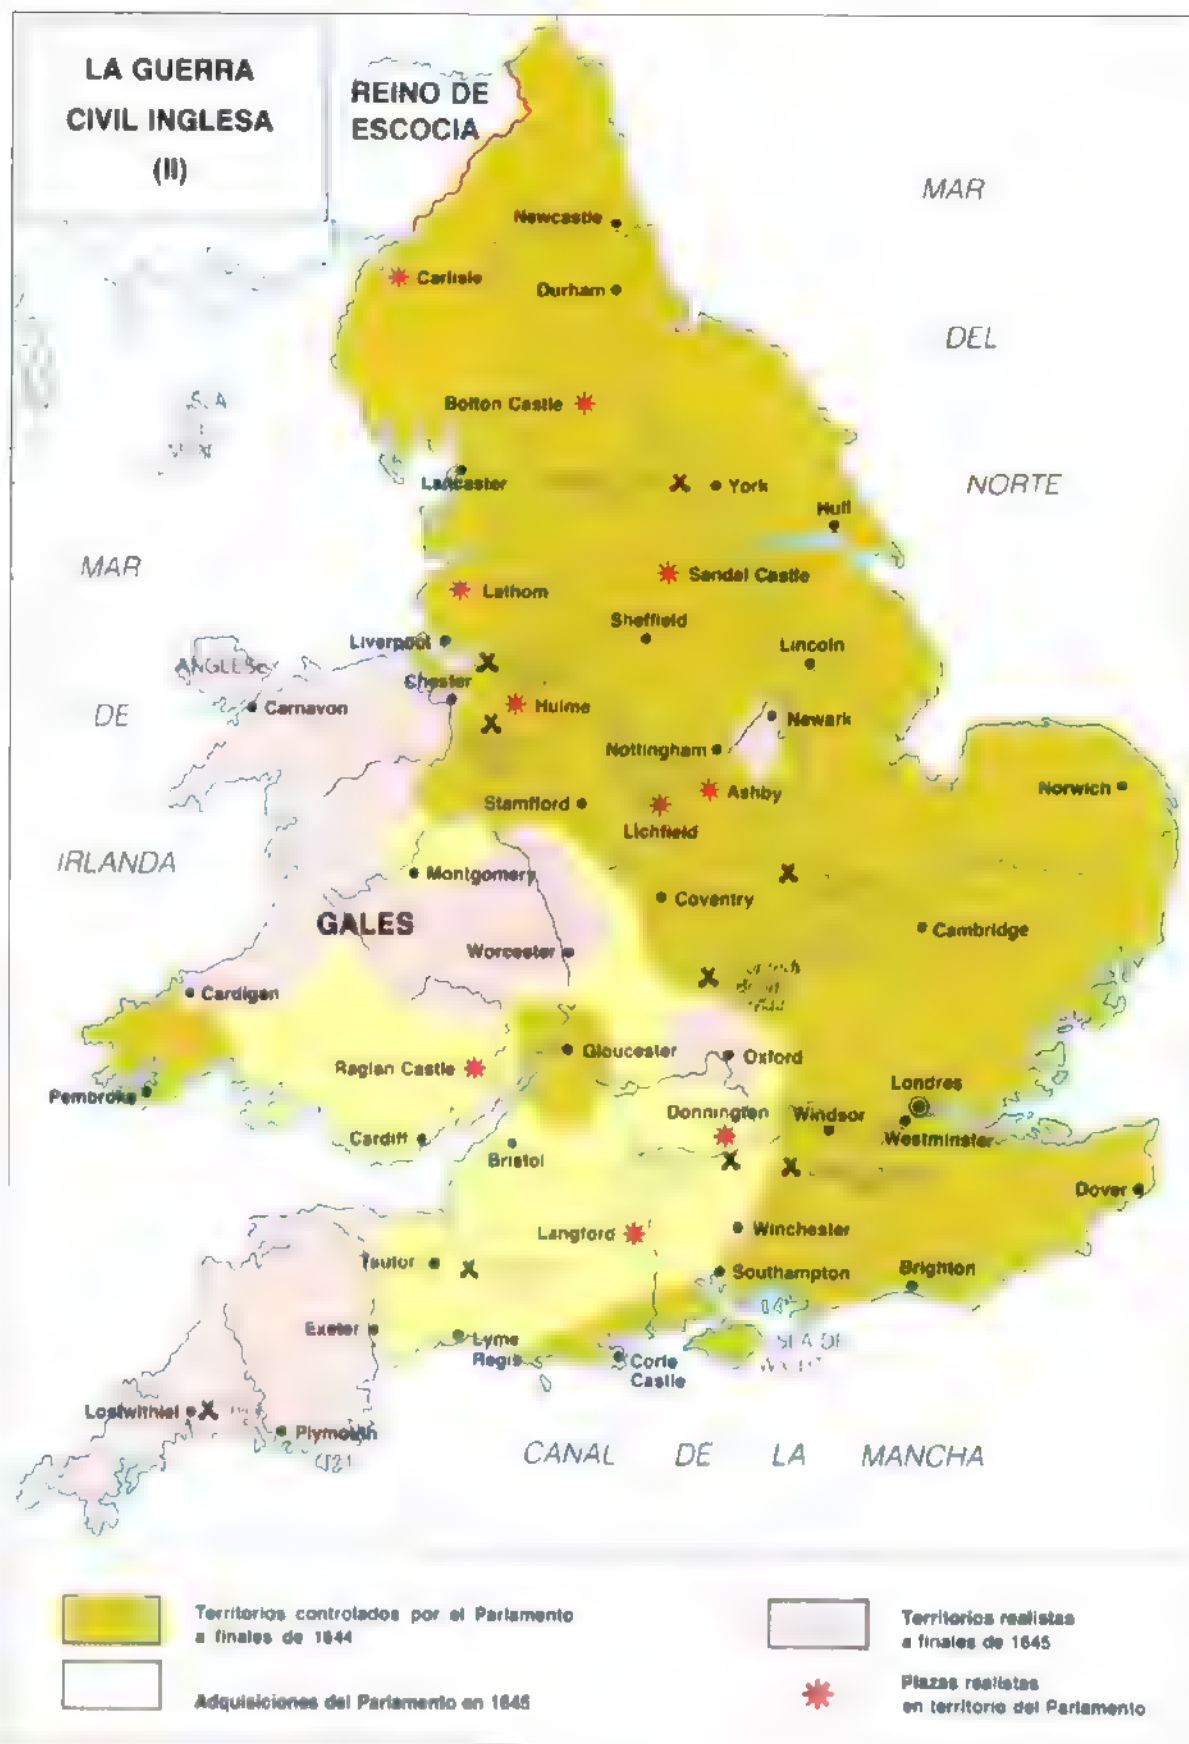 LA GUERRA
CIVIL INGLESA
(II)
REINO DE
ESCOCIA
MAR
Newcastle
Carlisle
Durham
DEL
Bolton Castle
Lancaster
York
NORTE
Hull
MAR
Sandal Castle
Lathom
Sheffield
Liverpool
Lincoln
Chester
Carnavon
DE
Hulme
Newark
Nottingham
Ashby
Norwich
Stamfford
Lichfield
IRLANDA
Montgomery
Coventry
GALES
Cambridge
Worcester
Cardigan
Gloucester
Oxford
Raglan Castle
Londres
Pembroke
Donnington
Windsor
Westminster
Cardiff
Bristol
Dover
Langford
Winchester
Southampton
Brighton
Exeter
Lyme
Regis
Corfe
Castle
Lostwithiel
Plymouth
CANAL DE LA MANCHA
Territorios controlados por el Parlamento
a finales de 1644
Adquisiciones del Parlamento en 1645
Territorios realistas
a finales de 1645
Plazas realistas
en territorio del Parlamento